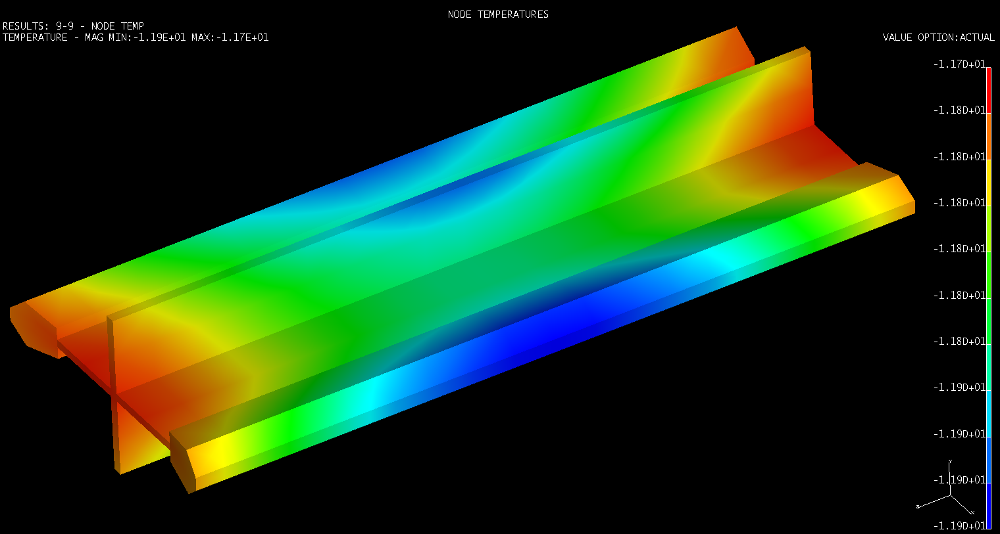 NODE TEMPERATURES
RESULTS: 9-9 - NODE TEMP
TEMPERATURE - MAG MIN:-1.19E+01 MAX:-1.17E+01
VALUE OPTION:ACTUAL
-1.17D+01
-1.18D+01
-1.18D+01
-1.18D+01
-1.18D+01
-1.18D+01
-1.18D+01
-1.19D+01
-1.19D+01
-1.19D+01
-1.19D+01
Y
Z
X